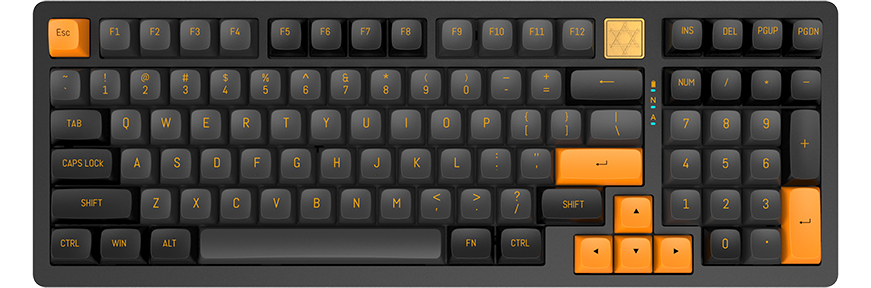 Esc F1 F2 F3 F4 F5 F6 F7 F8 F9 F10 F11 F12 INS DEL PGUP PGDN
~ ! @ # $ % ^ & * ( ) — +
` 1 2 3 4 5 6 7 8 9 0 - = ← NUM / * −
N
A
TAB Q W E R T Y U I O P { } | 7 8 9
[ ] \
+
CAPS LOCK A S D F G H J K L : " ↵ 4 5 6
; '
SHIFT Z X C V B N M < > ? SHIFT ▲ 1 2 3
, . /
↵
CTRL WIN ALT FN CTRL ◄ ▼ ► 0 .